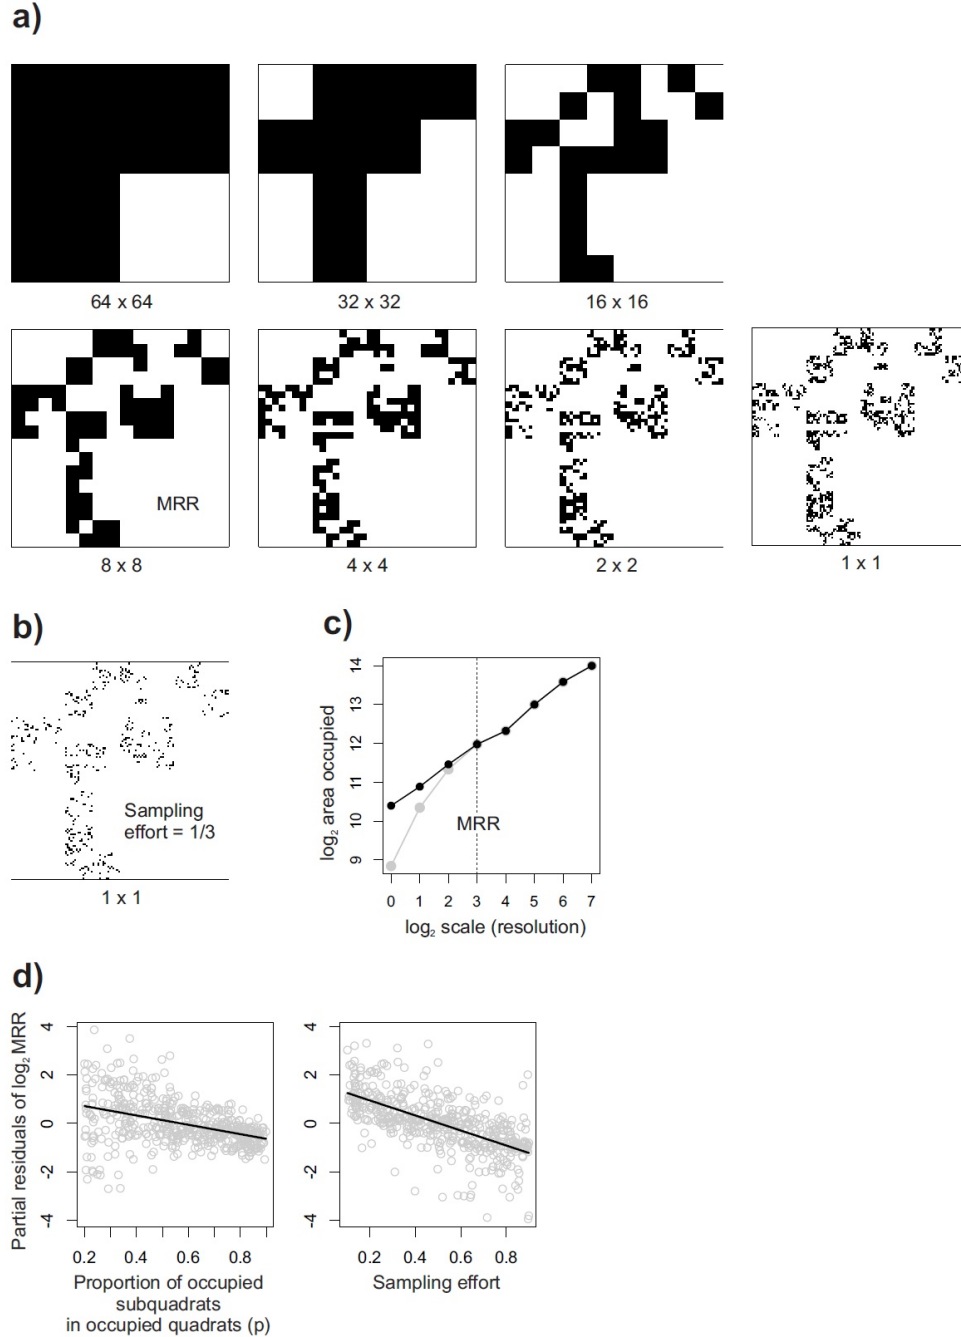 a)
64 x 64
32 x 32
16 x 16
MRR
8 x 8
4 x 4
2 x 2
1 x 1
b)
Sampling
effort = 1/3
1 x 1
c)
log₂ area occupied
14
13
12
11
10
9
MRR
0 1 2 3 4 5 6 7
log₂ scale (resolution)
d)
Partial residuals of log₂ MRR
4
2
0
-2
-4
0.2 0.4 0.6 0.8
Proportion of occupied
subquadrats
in occupied quadrats (p)
4
2
0
-2
-4
0.2 0.4 0.6 0.8
Sampling effort